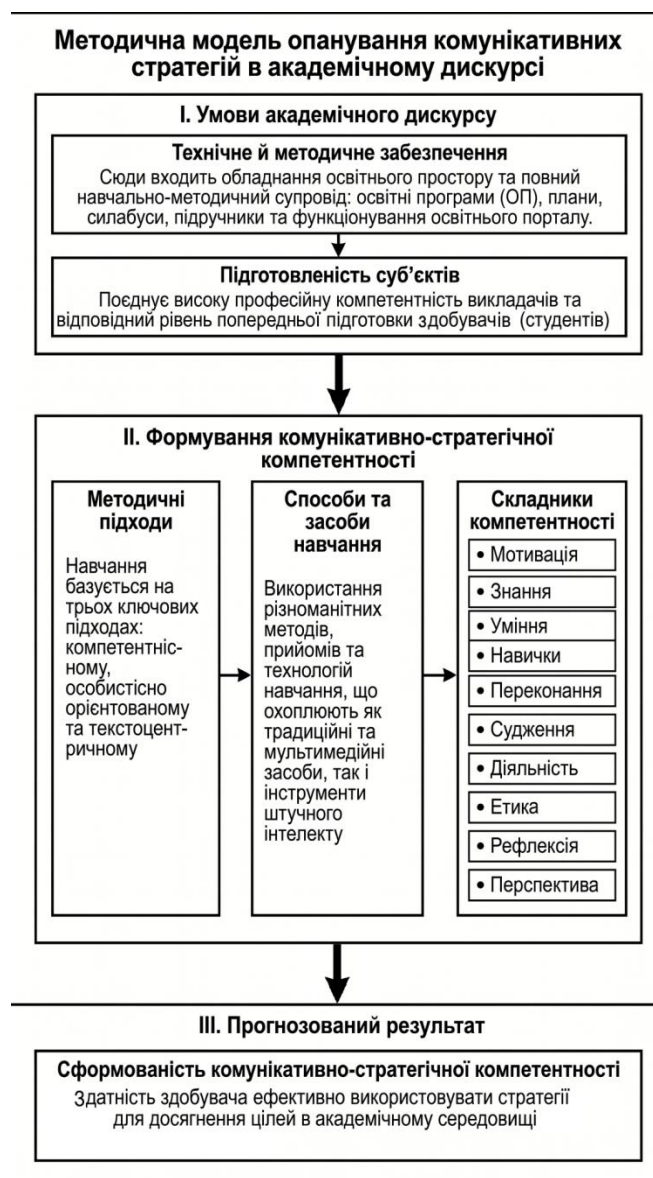 Методична модель опанування комунікативних
стратегій в академічному дискурсі
І. Умови академічного дискурсу
Технічне й методичне забезпечення
Сюди входить обладнання освітнього простору та повний
навчально-методичний супровід: освітні програми (ОП), плани,
силабуси, підручники та функціонування освітнього порталу.
Підготовленість суб’єктів
Поєднує високу професійну компетентність викладачів та
відповідний рівень попередньої підготовки здобувачів (студентів)
ІІ. Формування комунікативно-стратегічної
компетентності
Методичні
підходи
Навчання
базується на
трьох ключових
підходах:
компетентніс-
ному,
особистісно
орієнтованому
та текстоцент-
ричному
Способи та
засоби
навчання
Використання
різноманітних
методів,
прийомів та
технологій
навчання, що
охоплюють як
традиційні та
мультимедійні
засоби, так і
інструменти
штучного
інтелекту
Складники
компетентності
• Мотивація
• Знання
• Уміння
• Навички
• Переконання
• Судження
• Діяльність
• Етика
• Рефлексія
• Перспектива
ІІІ. Прогнозований результат
Сформованість комунікативно-стратегічної компетентності
Здатність здобувача ефективно використовувати стратегії
для досягнення цілей в академічному середовищі